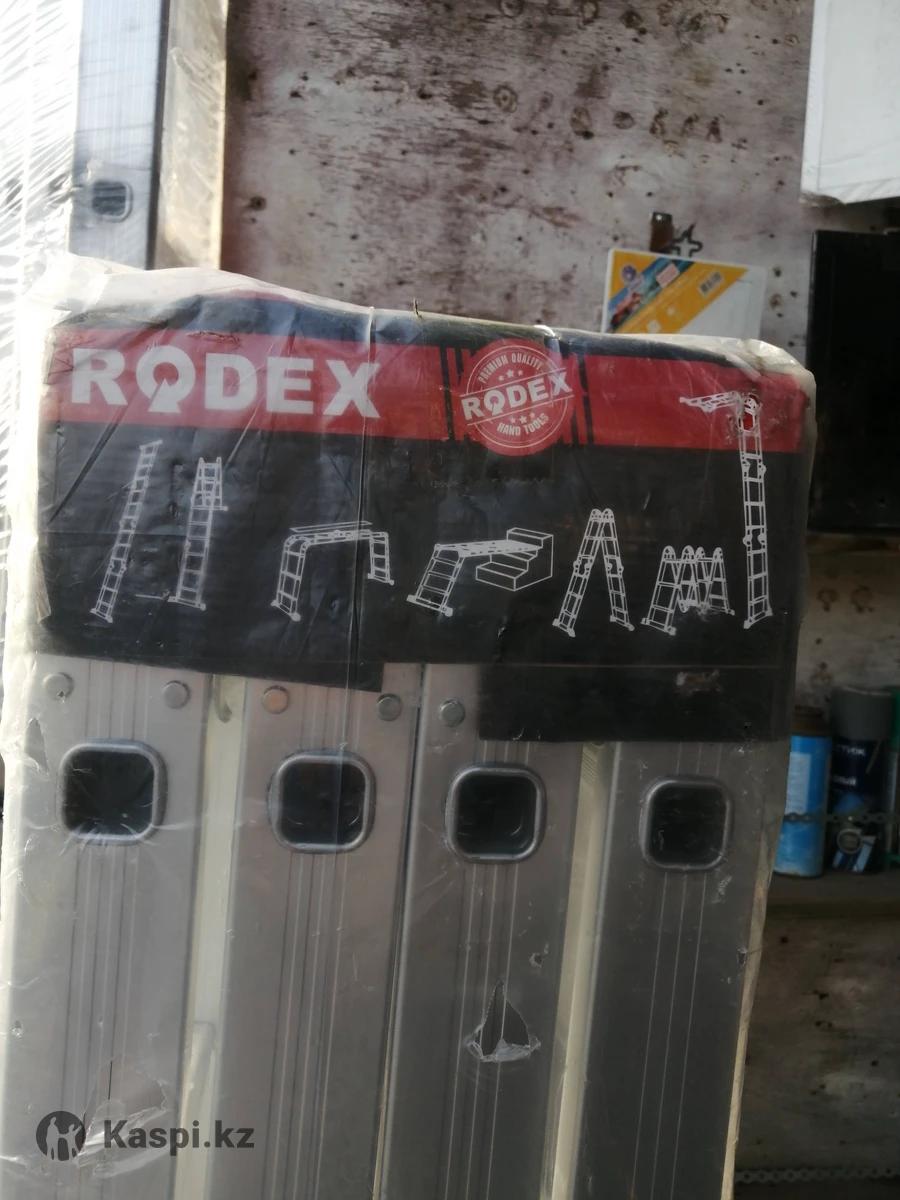 RODEX
PREMIUM QUALITY
RODEX
HAND TOOLS
Kaspi.kz